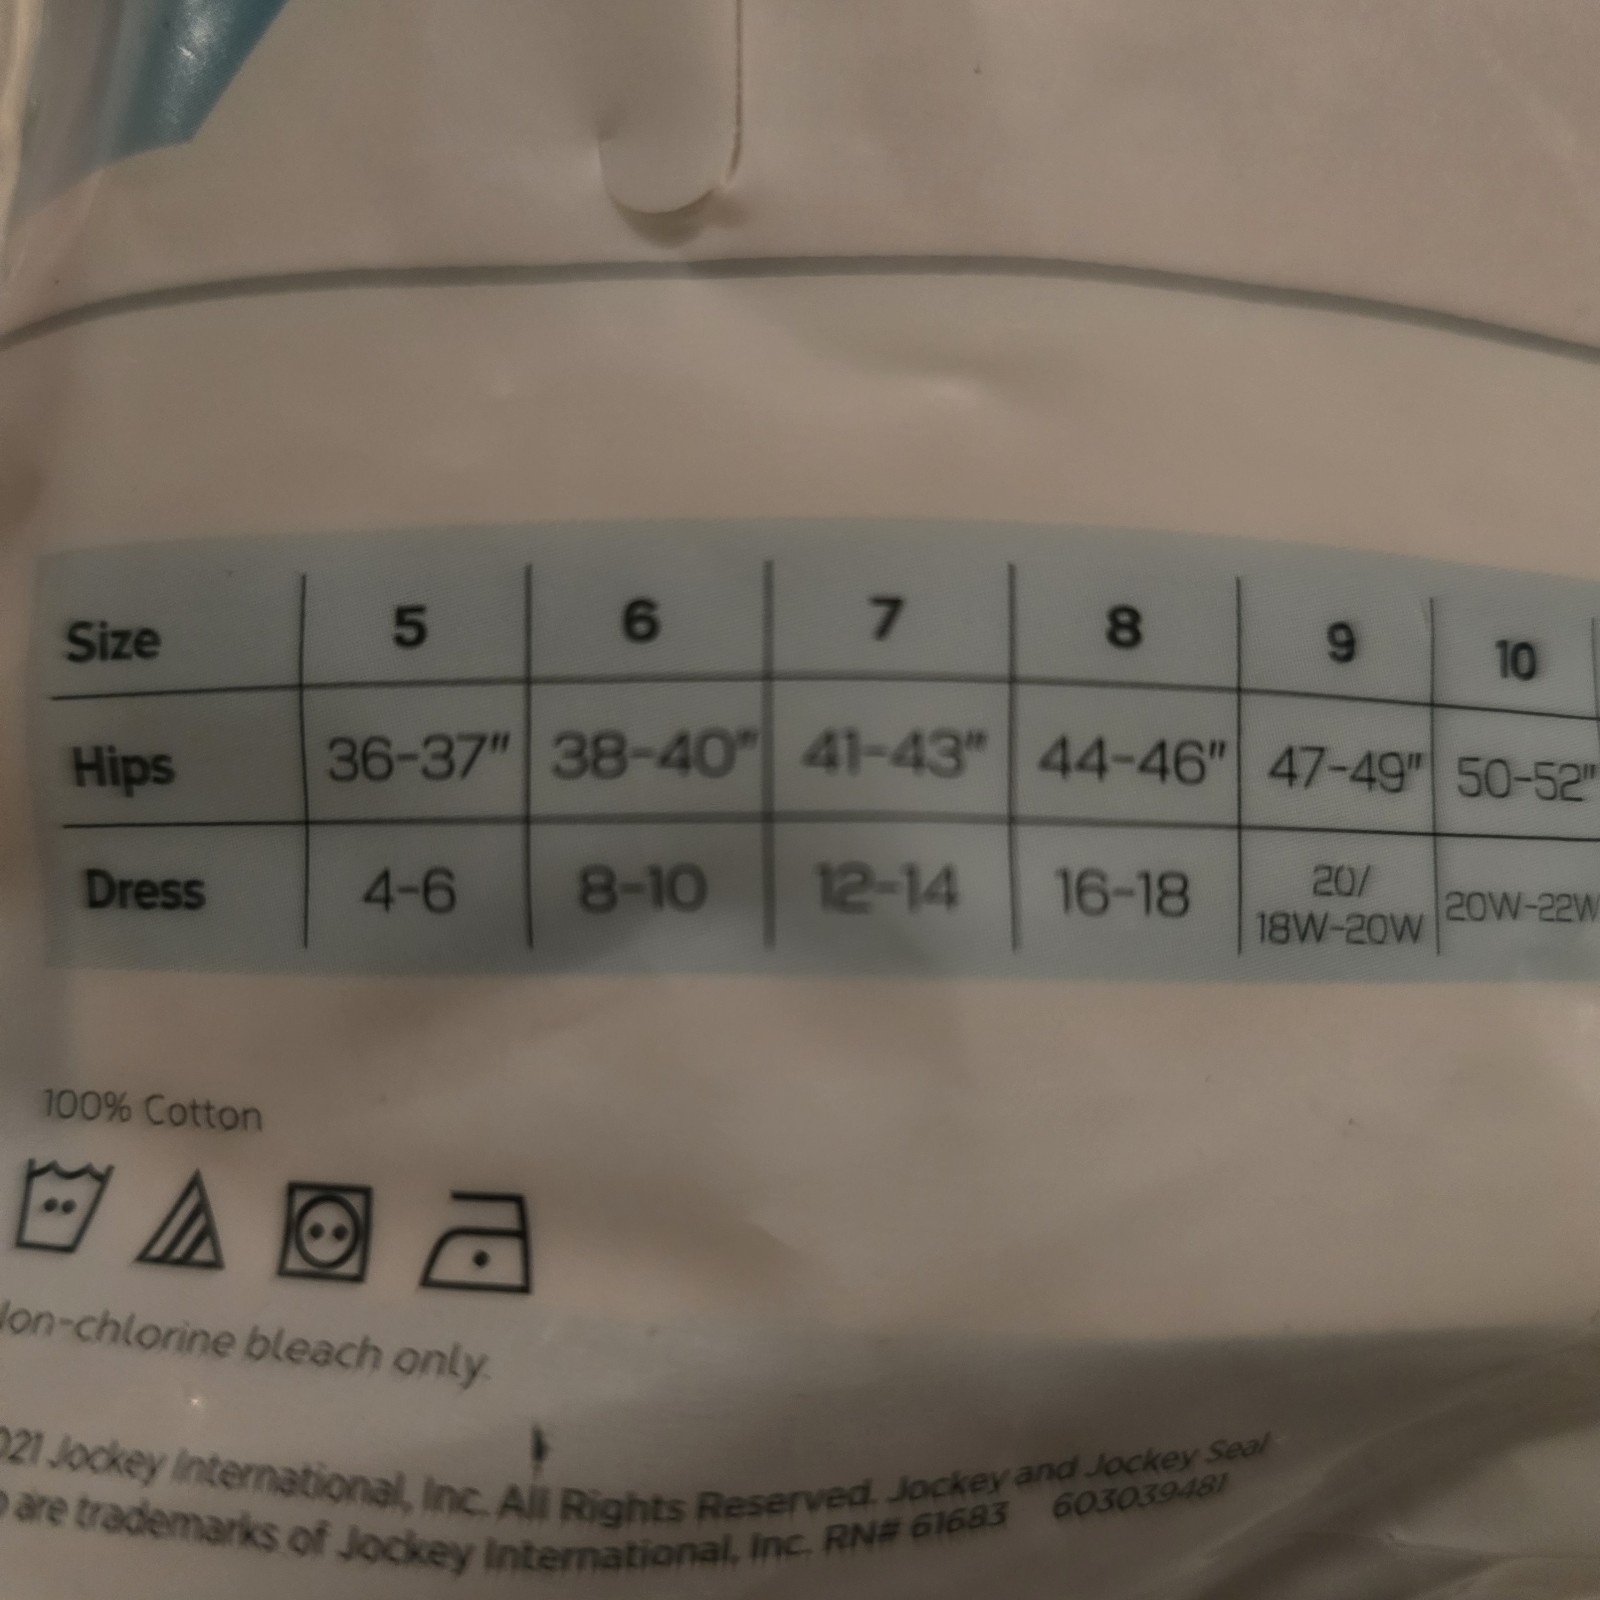 Size 5 6 7 8 9 10
Hips 36-37" 38-40" 41-43" 44-46" 47-49" 50-52"
Dress 4-6 8-10 12-14 16-18 20/ 18W-20W 20W-22W
100% Cotton
on-chlorine bleach only.
021 Jockey International, Inc. All Rights Reserved. Jockey and Jockey Seal
are trademarks of Jockey International, Inc. RN# 61683 603039481